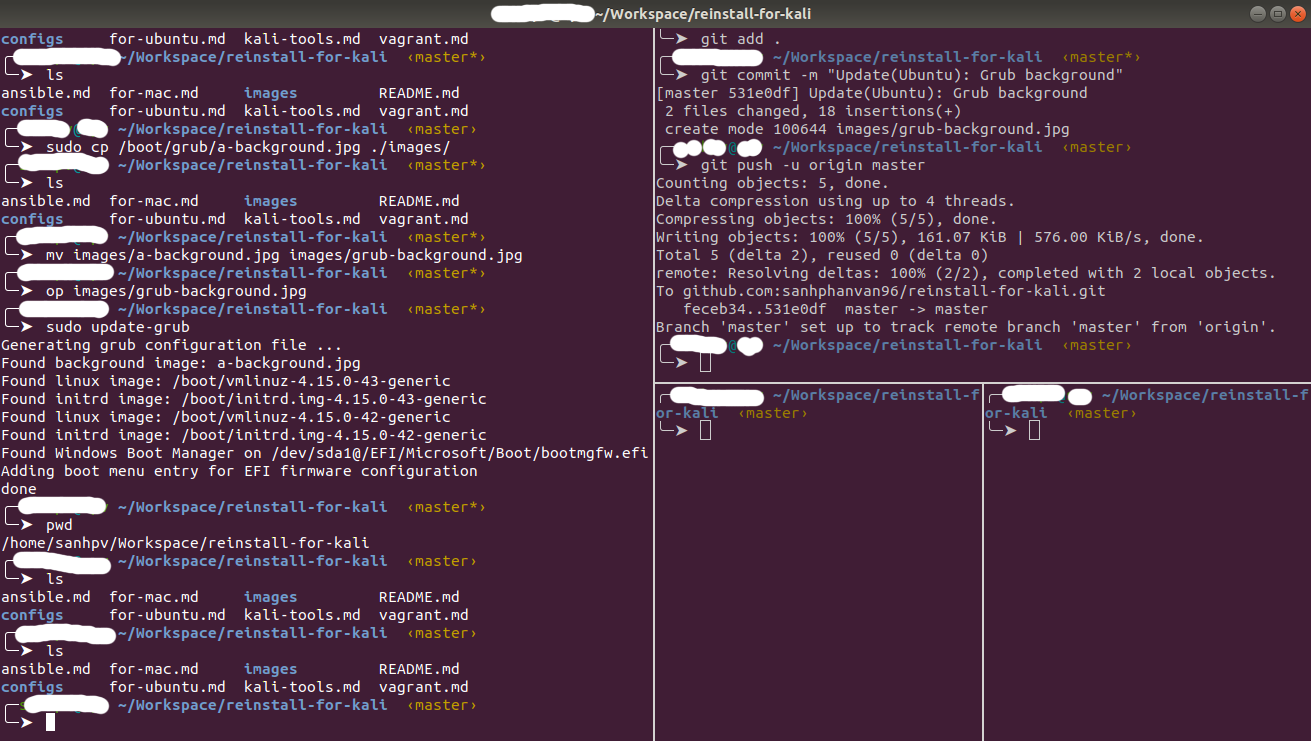 ~/Workspace/reinstall-for-kali
configs for-ubuntu.md kali-tools.md vagrant.md
~/Workspace/reinstall-for-kali ‹master*›
➤ ls
ansible.md for-mac.md images README.md
configs for-ubuntu.md kali-tools.md vagrant.md
@ ~/Workspace/reinstall-for-kali ‹master›
➤ sudo cp /boot/grub/a-background.jpg ./images/
~/Workspace/reinstall-for-kali ‹master*›
➤ ls
ansible.md for-mac.md images README.md
configs for-ubuntu.md kali-tools.md vagrant.md
~/Workspace/reinstall-for-kali ‹master*›
➤ mv images/a-background.jpg images/grub-background.jpg
~/Workspace/reinstall-for-kali ‹master*›
➤ op images/grub-background.jpg
~/Workspace/reinstall-for-kali ‹master*›
➤ sudo update-grub
Generating grub configuration file ...
Found background image: a-background.jpg
Found linux image: /boot/vmlinuz-4.15.0-43-generic
Found initrd image: /boot/initrd.img-4.15.0-43-generic
Found linux image: /boot/vmlinuz-4.15.0-42-generic
Found initrd image: /boot/initrd.img-4.15.0-42-generic
Found Windows Boot Manager on /dev/sda1@/EFI/Microsoft/Boot/bootmgfw.efi
Adding boot menu entry for EFI firmware configuration
done
~/Workspace/reinstall-for-kali ‹master*›
➤ pwd
/home/sanhpv/Workspace/reinstall-for-kali
~/Workspace/reinstall-for-kali ‹master›
➤ ls
ansible.md for-mac.md images README.md
configs for-ubuntu.md kali-tools.md vagrant.md
~/Workspace/reinstall-for-kali ‹master›
➤ ls
ansible.md for-mac.md images README.md
configs for-ubuntu.md kali-tools.md vagrant.md
~/Workspace/reinstall-for-kali ‹master›
➤
➤ git add .
~/Workspace/reinstall-for-kali ‹master*›
➤ git commit -m "Update(Ubuntu): Grub background"
[master 531e0df] Update(Ubuntu): Grub background
2 files changed, 18 insertions(+)
create mode 100644 images/grub-background.jpg
@ ~/Workspace/reinstall-for-kali ‹master›
➤ git push -u origin master
Counting objects: 5, done.
Delta compression using up to 4 threads.
Compressing objects: 100% (5/5), done.
Writing objects: 100% (5/5), 161.07 KiB | 576.00 KiB/s, done.
Total 5 (delta 2), reused 0 (delta 0)
remote: Resolving deltas: 100% (2/2), completed with 2 local objects.
To github.com:sanhphanvan96/reinstall-for-kali.git
feceb34..531e0df master -> master
Branch 'master' set up to track remote branch 'master' from 'origin'.
@ ~/Workspace/reinstall-for-kali ‹master›
➤
~/Workspace/reinstall-f
or-kali ‹master›
➤
~/Workspace/reinstall-f
or-kali ‹master›
➤